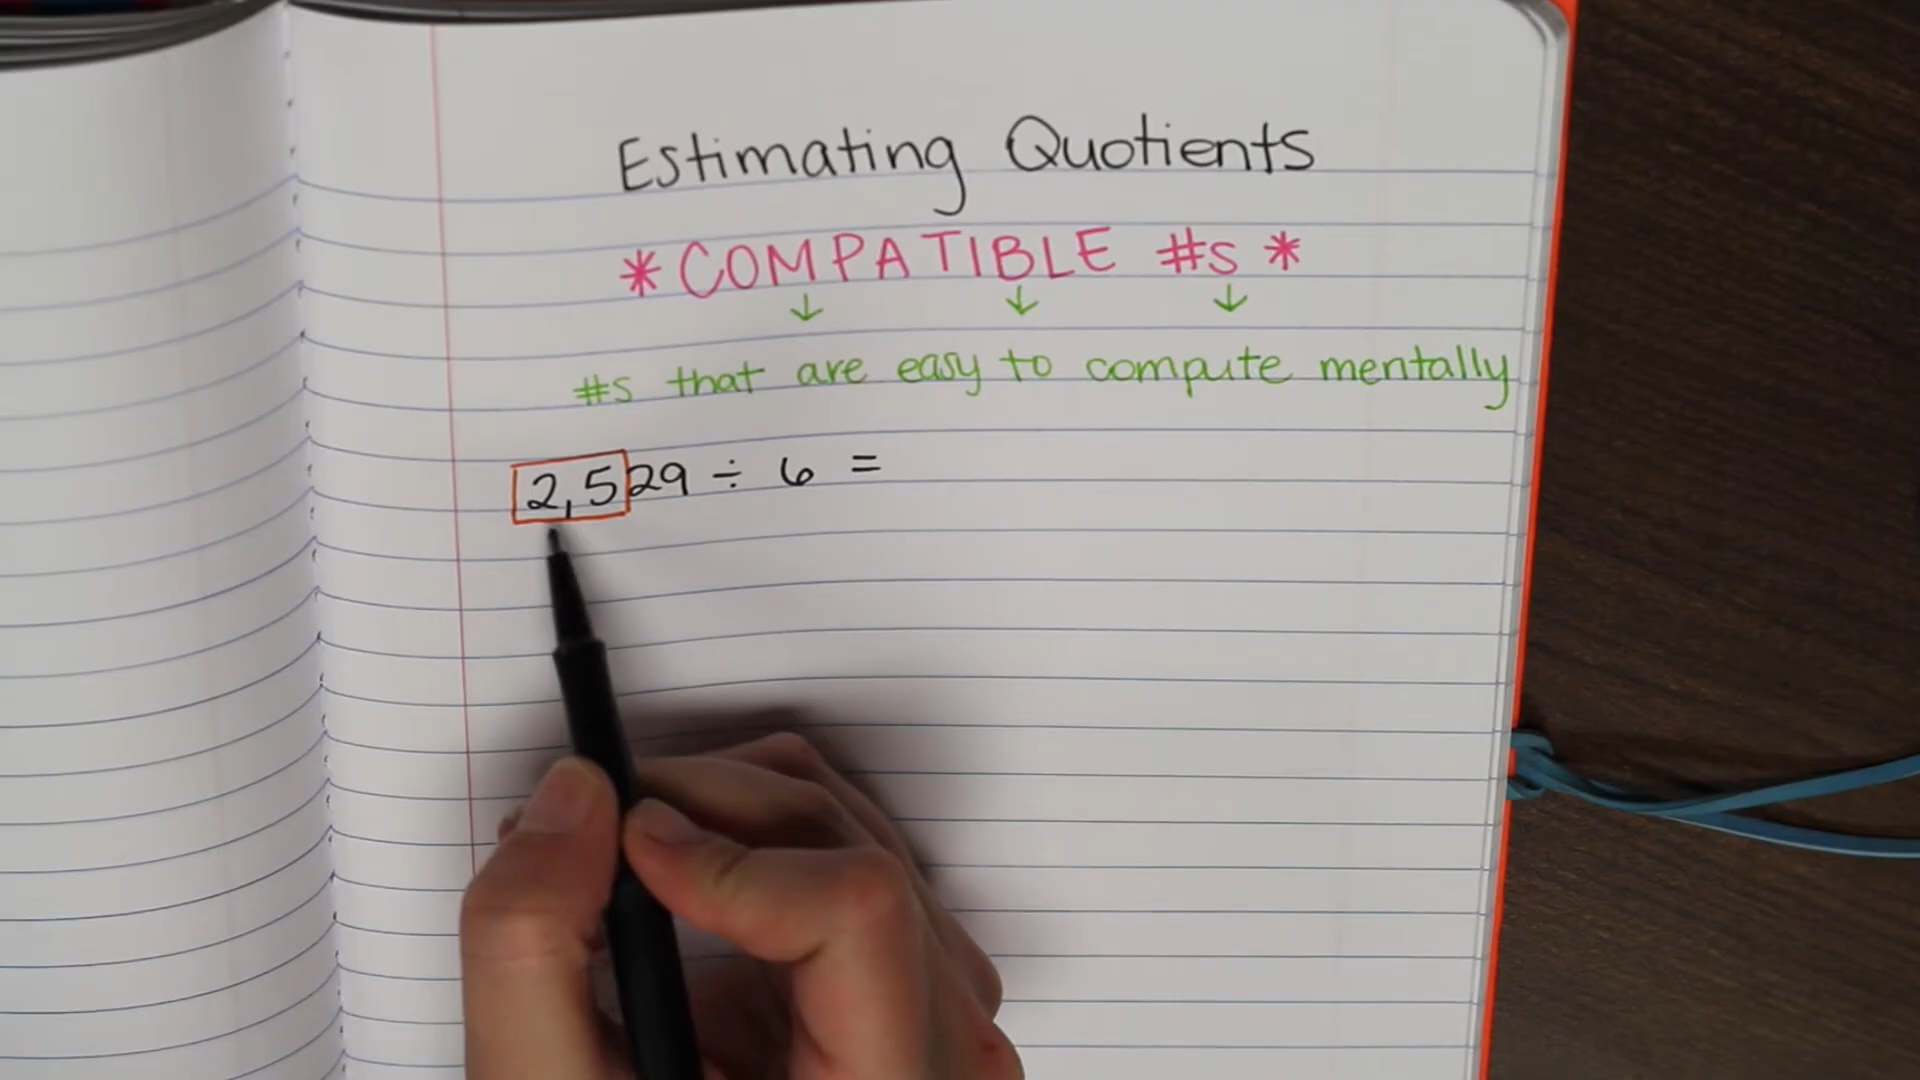 Estimating Quotients
*COMPATIBLE #s*
↓ ↓ ↓
#s that are easy to compute mentally
2,529 ÷ 6 =